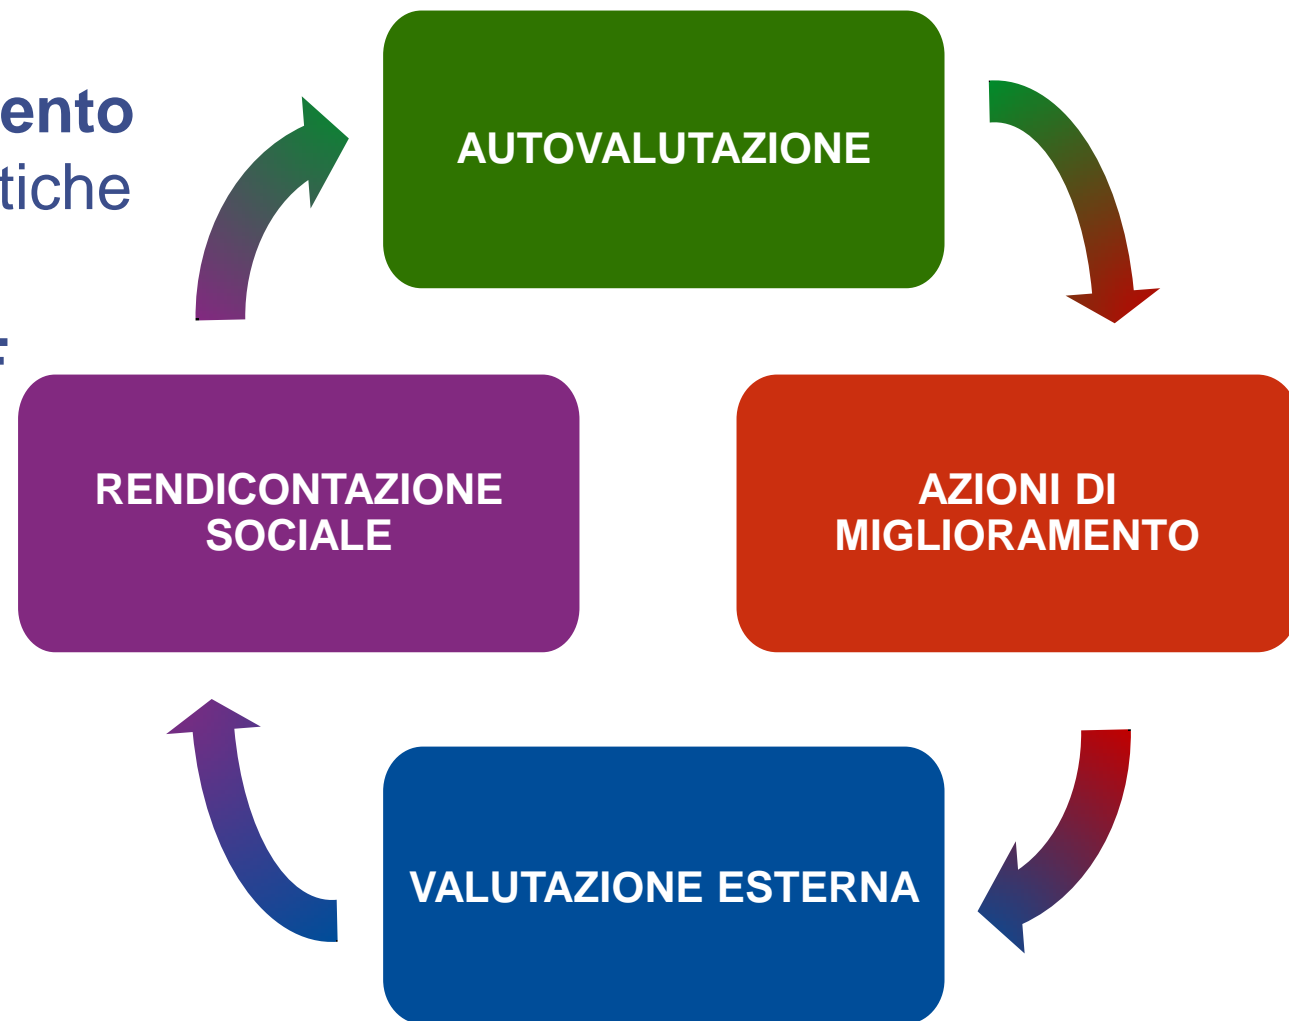 ento
tiche
AUTOVALUTAZIONE
RENDICONTAZIONE
SOCIALE
AZIONI DI
MIGLIORAMENTO
VALUTAZIONE ESTERNA